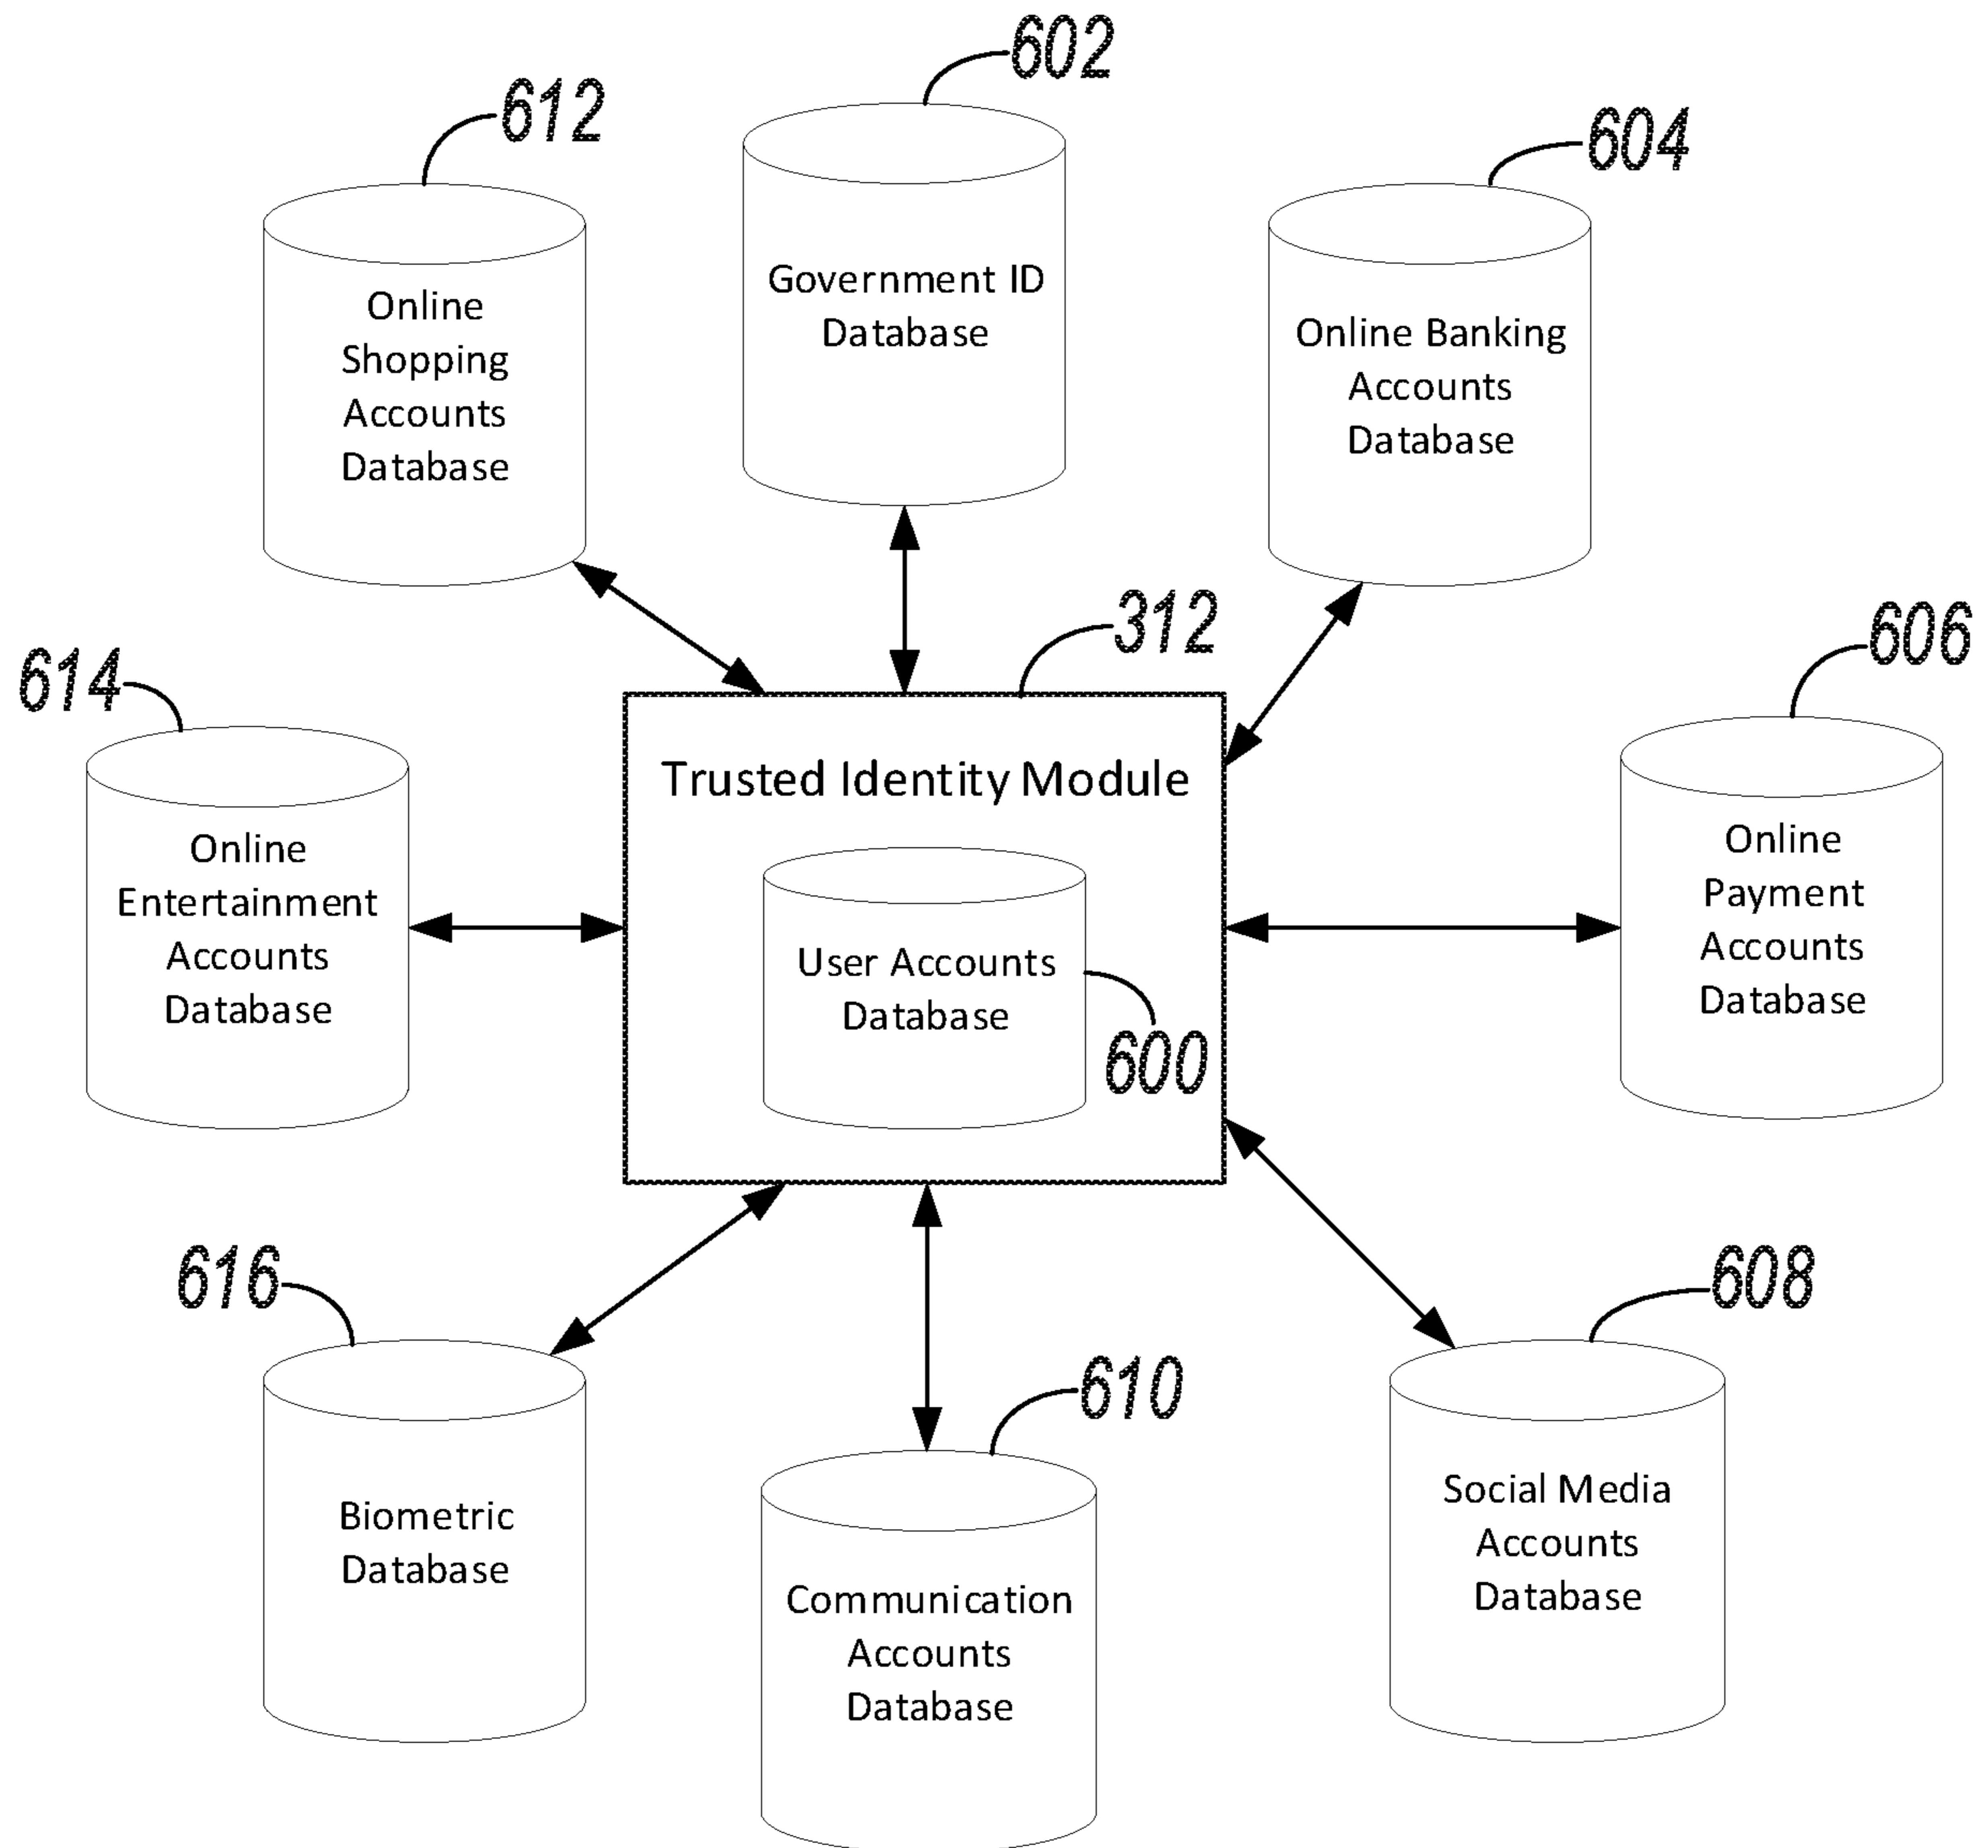 602
612
604
Government ID
Database
Online
Shopping
Accounts
Database
Online Banking
Accounts
Database
312
606
614
Trusted Identity Module
Online
Entertainment
Accounts
Database
User Accounts
Database
600
Online
Payment
Accounts
Database
616
608
610
Biometric
Database
Communication
Accounts
Database
Social Media
Accounts
Database